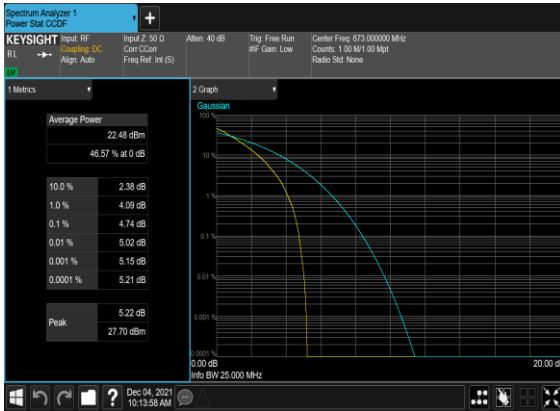 Spectrum Analyzer 1
Power Stat CCDF
KEYSIGHT
RL
Input: RF
Coupling: DC
Align: Auto
Input Z: 50 Ω
Corr CCorr
Freq Ref: Int (S)
Atten: 40 dB
Trig: Free Run
#IF Gain: Low
Center Freq: 673.000000 MHz
Counts: 1.00 M/1.00 Mpt
Radio Std: None
1 Metrics
Average Power
22.48 dBm
46.57 % at 0 dB
10.0 % 2.38 dB
1.0 % 4.09 dB
0.1 % 4.74 dB
0.01 % 5.02 dB
0.001 % 5.15 dB
0.0001 % 5.21 dB
Peak 5.22 dB
27.70 dBm
2 Graph
Gaussian
100 %
10 %
1 %
0.1 %
0.01 %
0.001 %
0.0001 %
0.00 dB
20.00 d
Info BW 25.000 MHz
Dec 04, 2021
10:13:58 AM